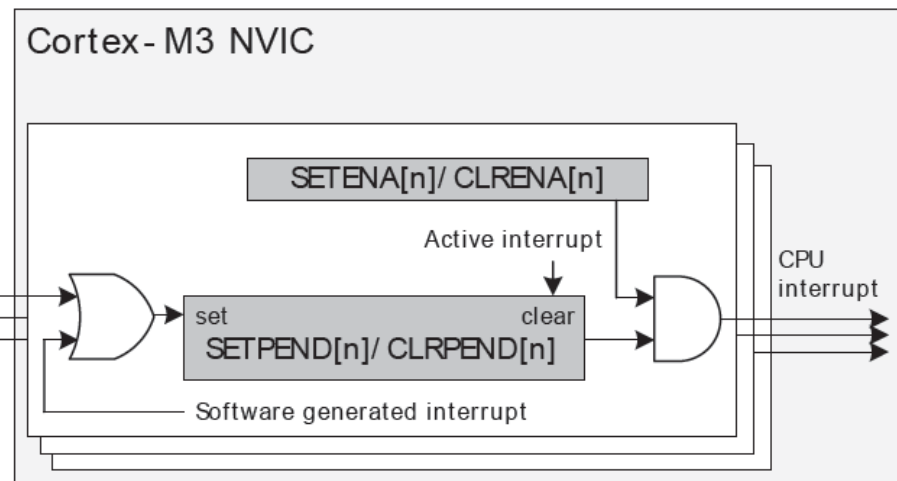 Cortex- M3 NVIC
SETENA[n]/ CLRENA[n]
Active interrupt
CPU
interrupt
set
clear
SETPEND[n]/ CLRPEND[n]
Software generated interrupt